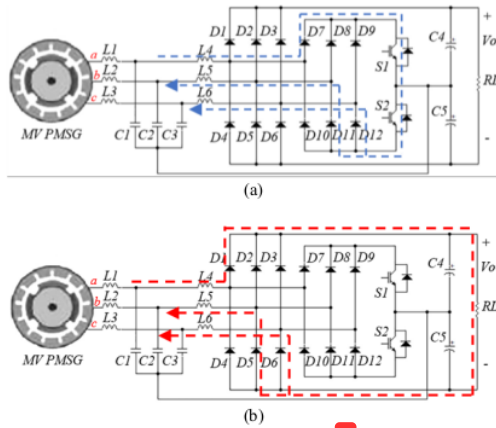 D1 D2 D3 D7 D8 D9
a L1 L4
b L2 L5
c L3 L6
S1 C4 + Vo
RL
S2 C5 -
MV PMSG C1 C2 C3 D4 D5 D6 D10 D11 D12
(a)
D1 D2 D3 D7 D8 D9
a L1 L4
b L2 L5
c L3 L6
S1 C4 + Vo
RL
S2 C5 -
MV PMSG C1 C2 C3 D4 D5 D6 D10 D11 D12
(b)